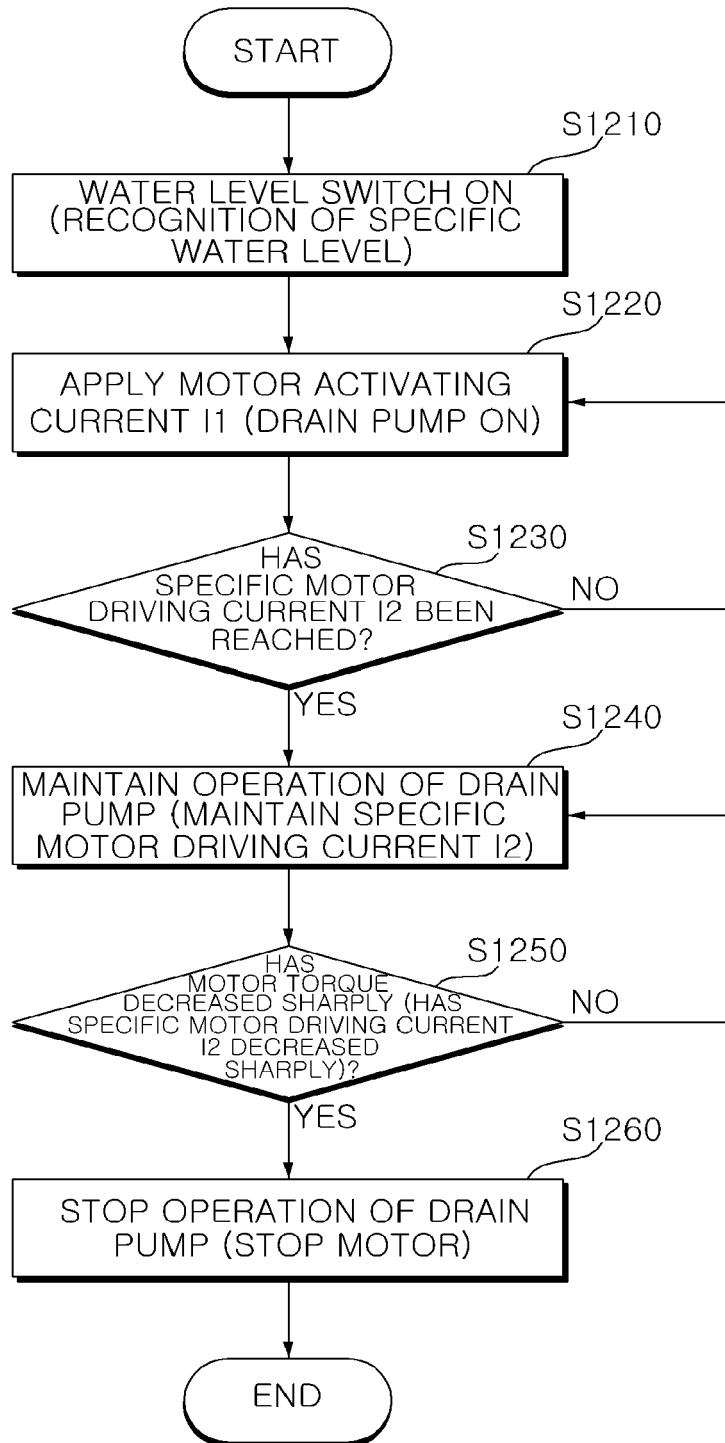 START
S1210
WATER LEVEL SWITCH ON
(RECOGNITION OF SPECIFIC
WATER LEVEL)
S1220
APPLY MOTOR ACTIVATING
CURRENT I1 (DRAIN PUMP ON)
S1230
HAS
SPECIFIC MOTOR
DRIVING CURRENT I2 BEEN
REACHED?
NO
YES
S1240
MAINTAIN OPERATION OF DRAIN
PUMP (MAINTAIN SPECIFIC
MOTOR DRIVING CURRENT I2)
S1250
HAS
MOTOR TORQUE
DECREASED SHARPLY (HAS
SPECIFIC MOTOR DRIVING CURRENT
I2 DECREASED
SHARPLY)?
NO
YES
S1260
STOP OPERATION OF DRAIN
PUMP (STOP MOTOR)
END